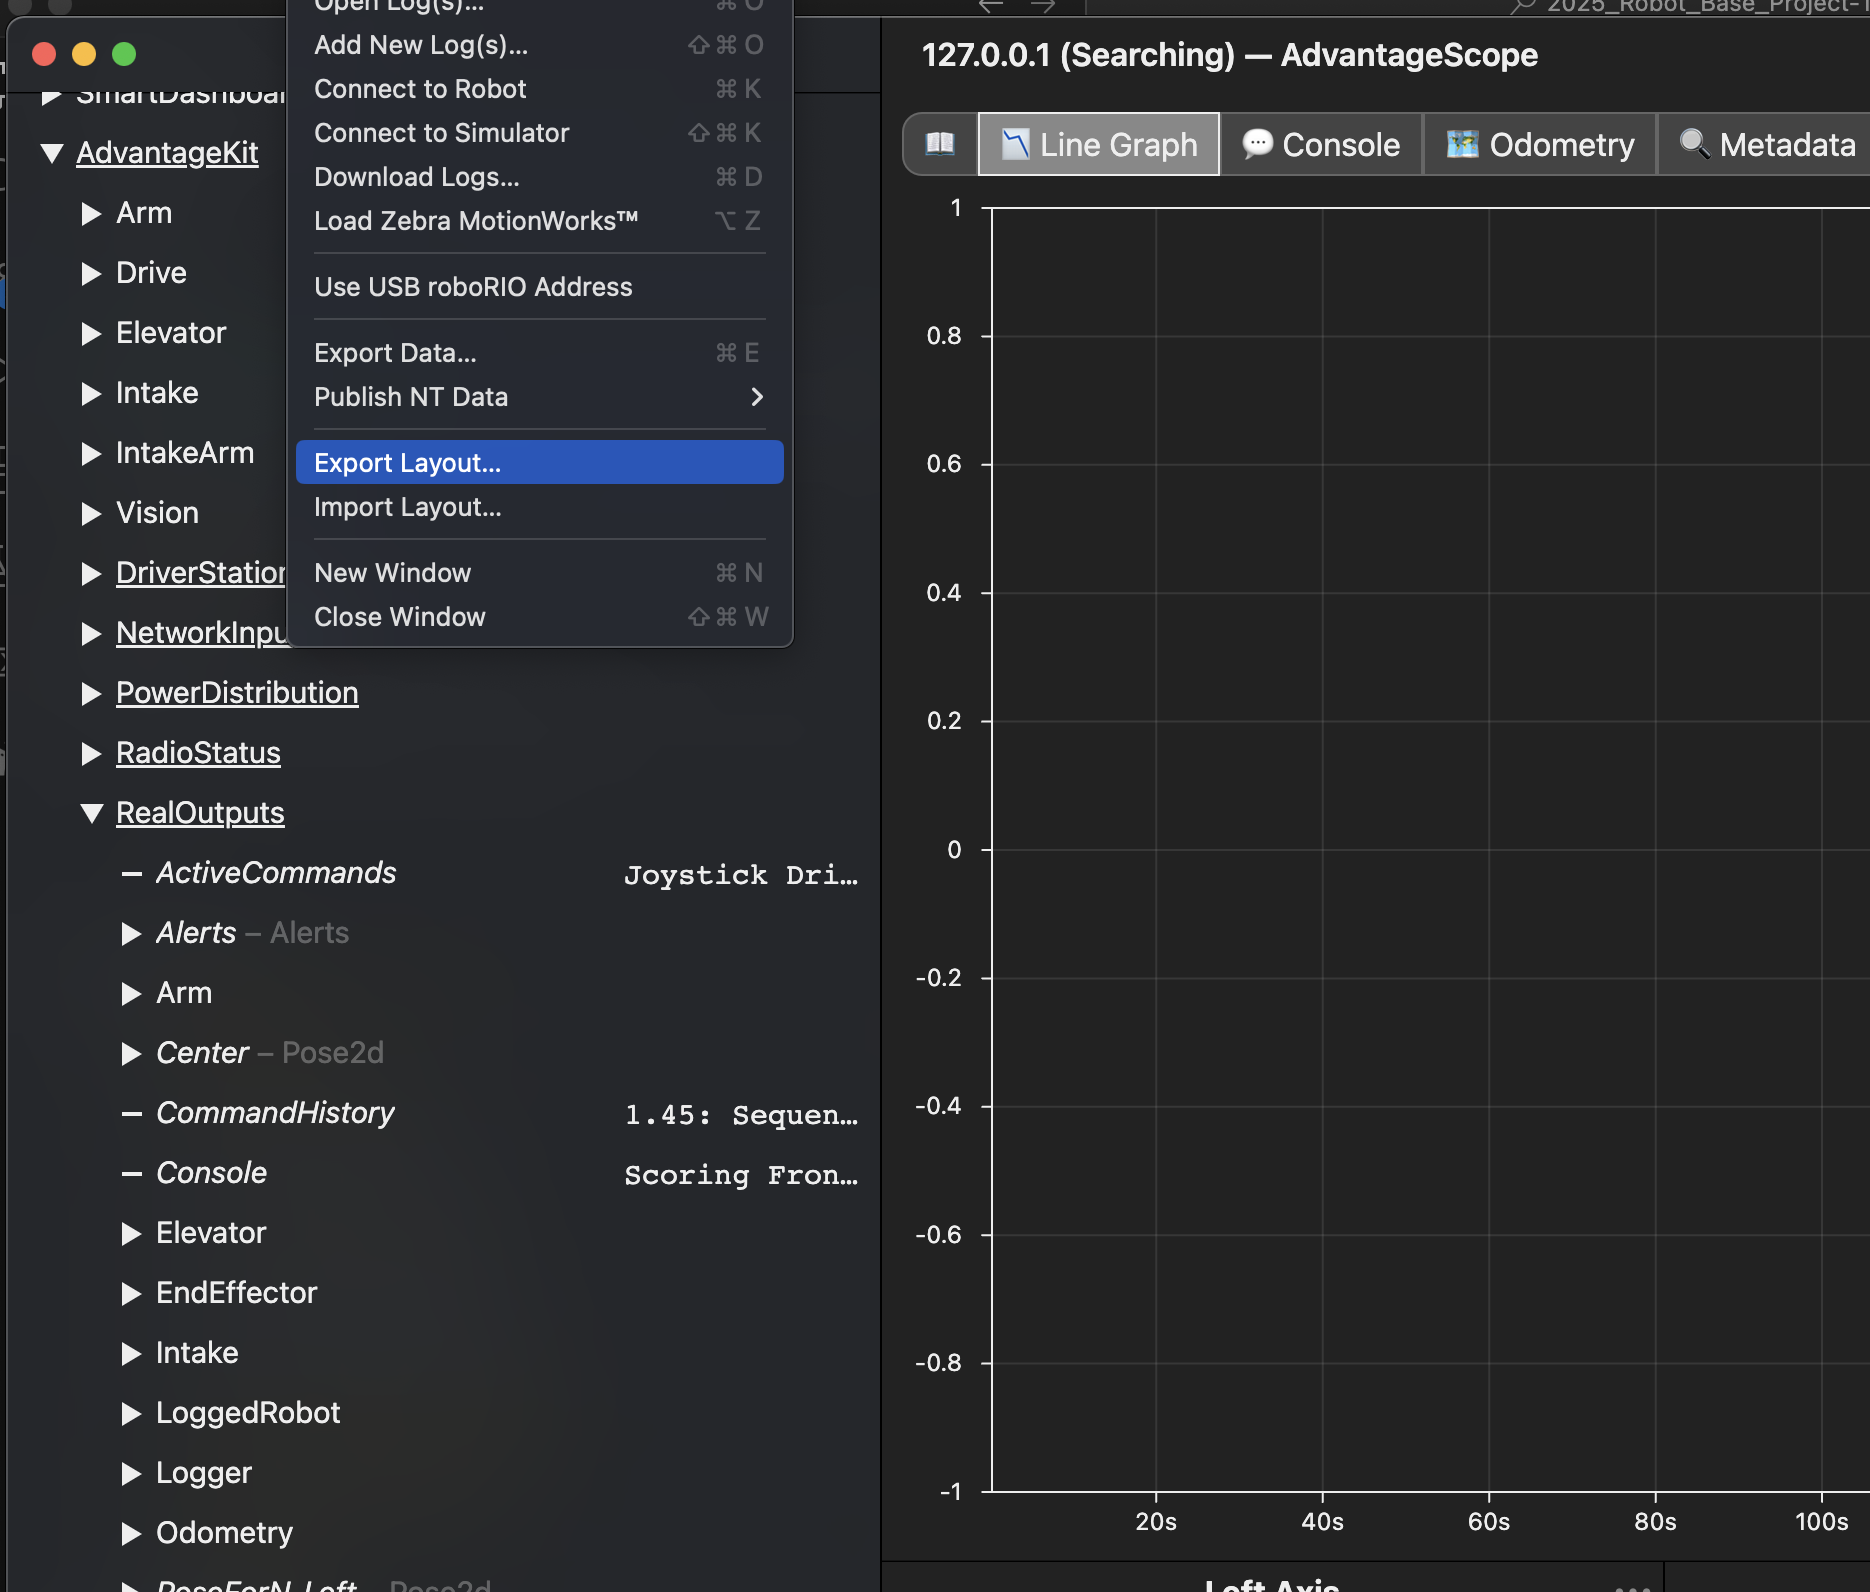 Open Log(s)... ⌘ O
Add New Log(s)... ⇧ ⌘ O
Connect to Robot ⌘ K
Connect to Simulator ⇧ ⌘ K
Download Logs... ⌘ D
Load Zebra MotionWorks™ ⌥ Z
Use USB roboRIO Address
Export Data... ⌘ E
Publish NT Data
Export Layout...
Import Layout...
New Window ⌘ N
Close Window ⇧ ⌘ W
AdvantageKit
Arm
Drive
Elevator
Intake
IntakeArm
Vision
DriverStation
NetworkInpu
PowerDistribution
RadioStatus
RealOutputs
ActiveCommands Joystick Dri…
Alerts – Alerts
Arm
Center – Pose2d
CommandHistory 1.45: Sequen…
Console Scoring Fron…
Elevator
EndEffector
Intake
LoggedRobot
Logger
Odometry
PoseForN_Left – Pose2d
2025_Robot_Base_Project-
127.0.0.1 (Searching) — AdvantageScope
Line Graph
Console
Odometry
Metadata
1
0.8
0.6
0.4
0.2
0
-0.2
-0.4
-0.6
-0.8
-1
20s
40s
60s
80s
100s
Left Axis